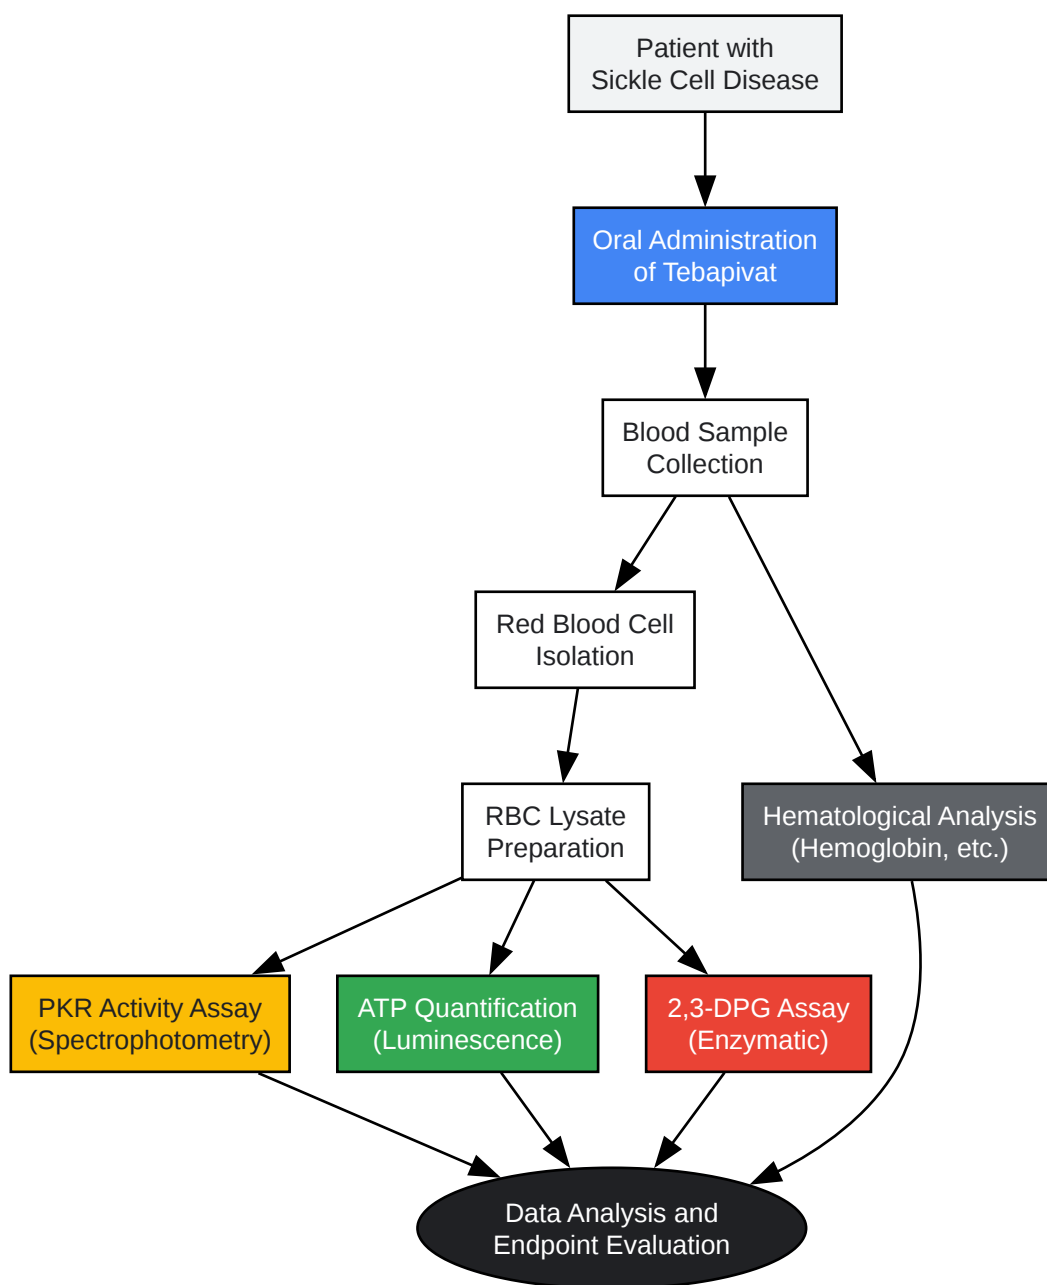 Patient with
Sickle Cell Disease
Oral Administration
of Tebapivat
Blood Sample
Collection
Red Blood Cell
Isolation
RBC Lysate
Preparation
Hematological Analysis
(Hemoglobin, etc.)
PKR Activity Assay
(Spectrophotometry)
ATP Quantification
(Luminescence)
2,3-DPG Assay
(Enzymatic)
Data Analysis and
Endpoint Evaluation